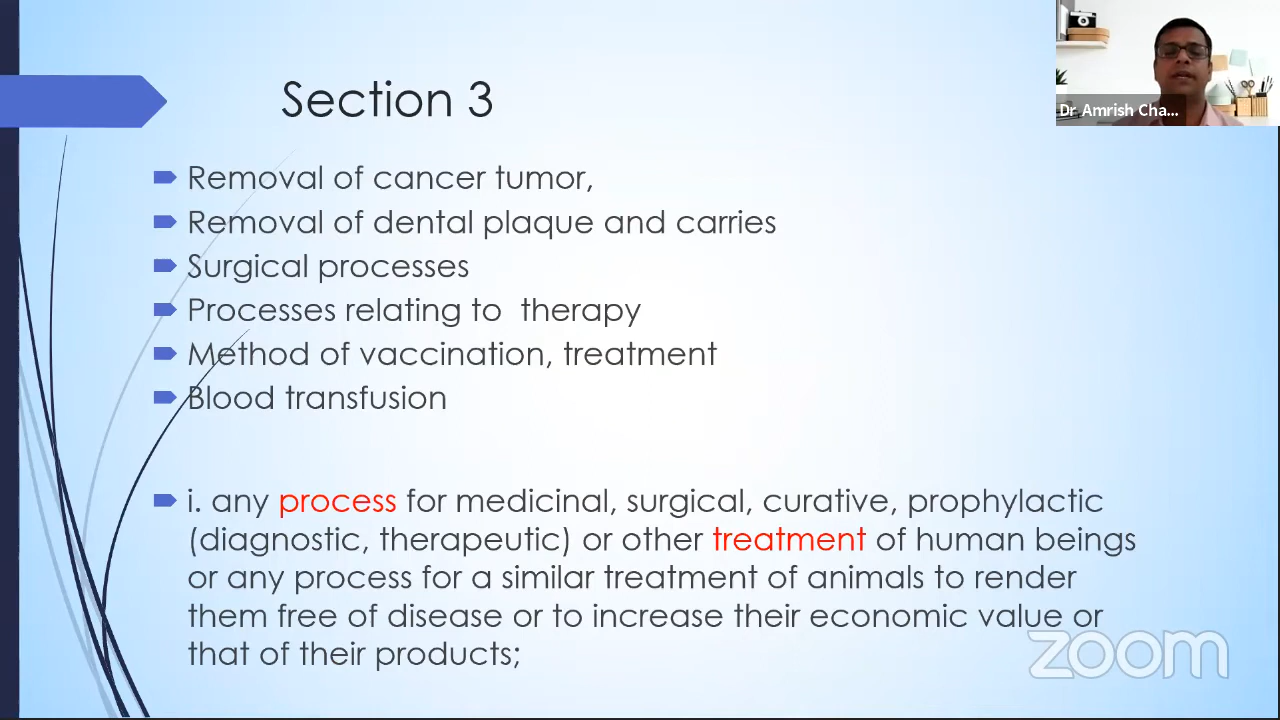 Section 3
Dr Amrish Cha...
Removal of cancer tumor,
Removal of dental plaque and carries
Surgical processes
Processes relating to therapy
Method of vaccination, treatment
Blood transfusion
i. any process for medicinal, surgical, curative, prophylactic
(diagnostic, therapeutic) or other treatment of human beings
or any process for a similar treatment of animals to render
them free of disease or to increase their economic value or
that of their products;
zoom